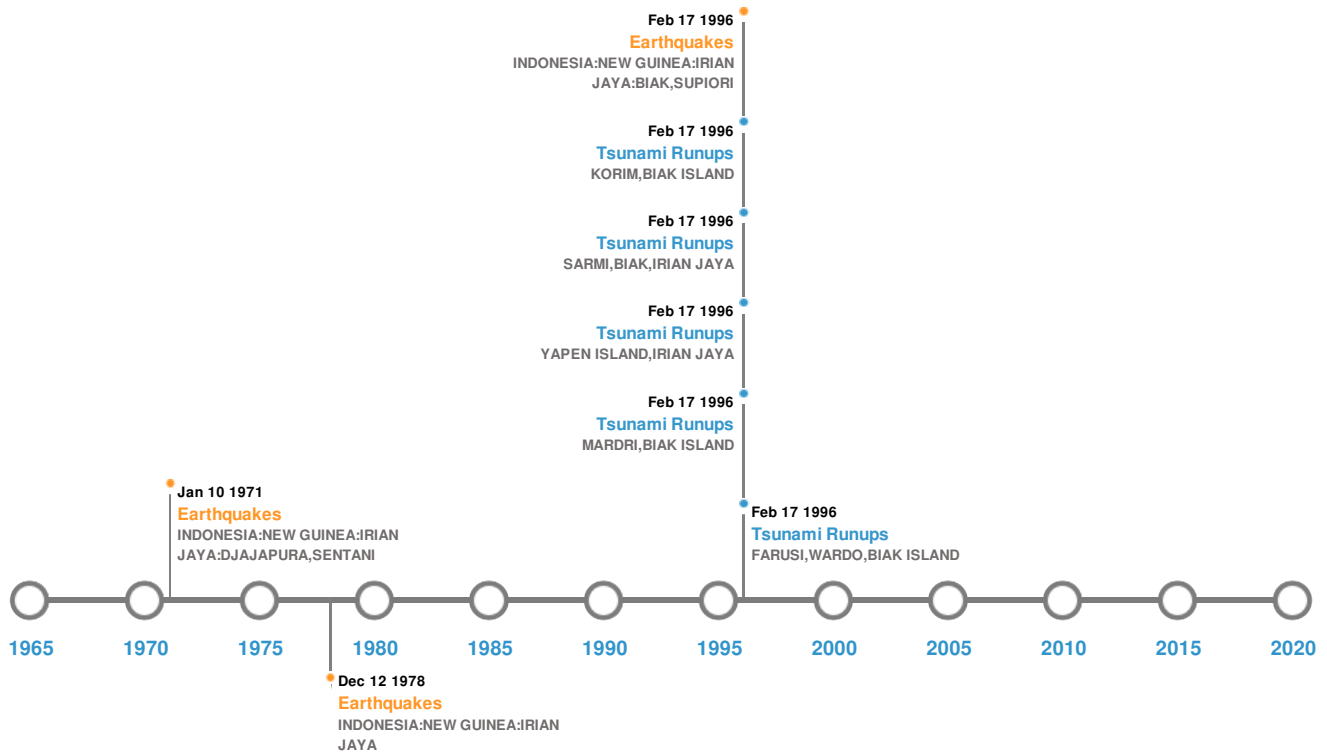 Feb 17 1996
Earthquakes
INDONESIA:NEW GUINEA:IRIAN
JAYA:BIAK,SUPIORI
Feb 17 1996
Tsunami Runups
KORIM,BIAK ISLAND
Feb 17 1996
Tsunami Runups
SARMI,BIAK,IRIAN JAYA
Feb 17 1996
Tsunami Runups
YAPEN ISLAND,IRIAN JAYA
Feb 17 1996
Tsunami Runups
MARDRI,BIAK ISLAND
Jan 10 1971
Earthquakes
INDONESIA:NEW GUINEA:IRIAN
JAYA:DJAJAPURA,SENTANI
Feb 17 1996
Tsunami Runups
FARUSI,WARDO,BIAK ISLAND
1965 1970 1975 1980 1985 1990 1995 2000 2005 2010 2015 2020
Dec 12 1978
Earthquakes
INDONESIA:NEW GUINEA:IRIAN
JAYA